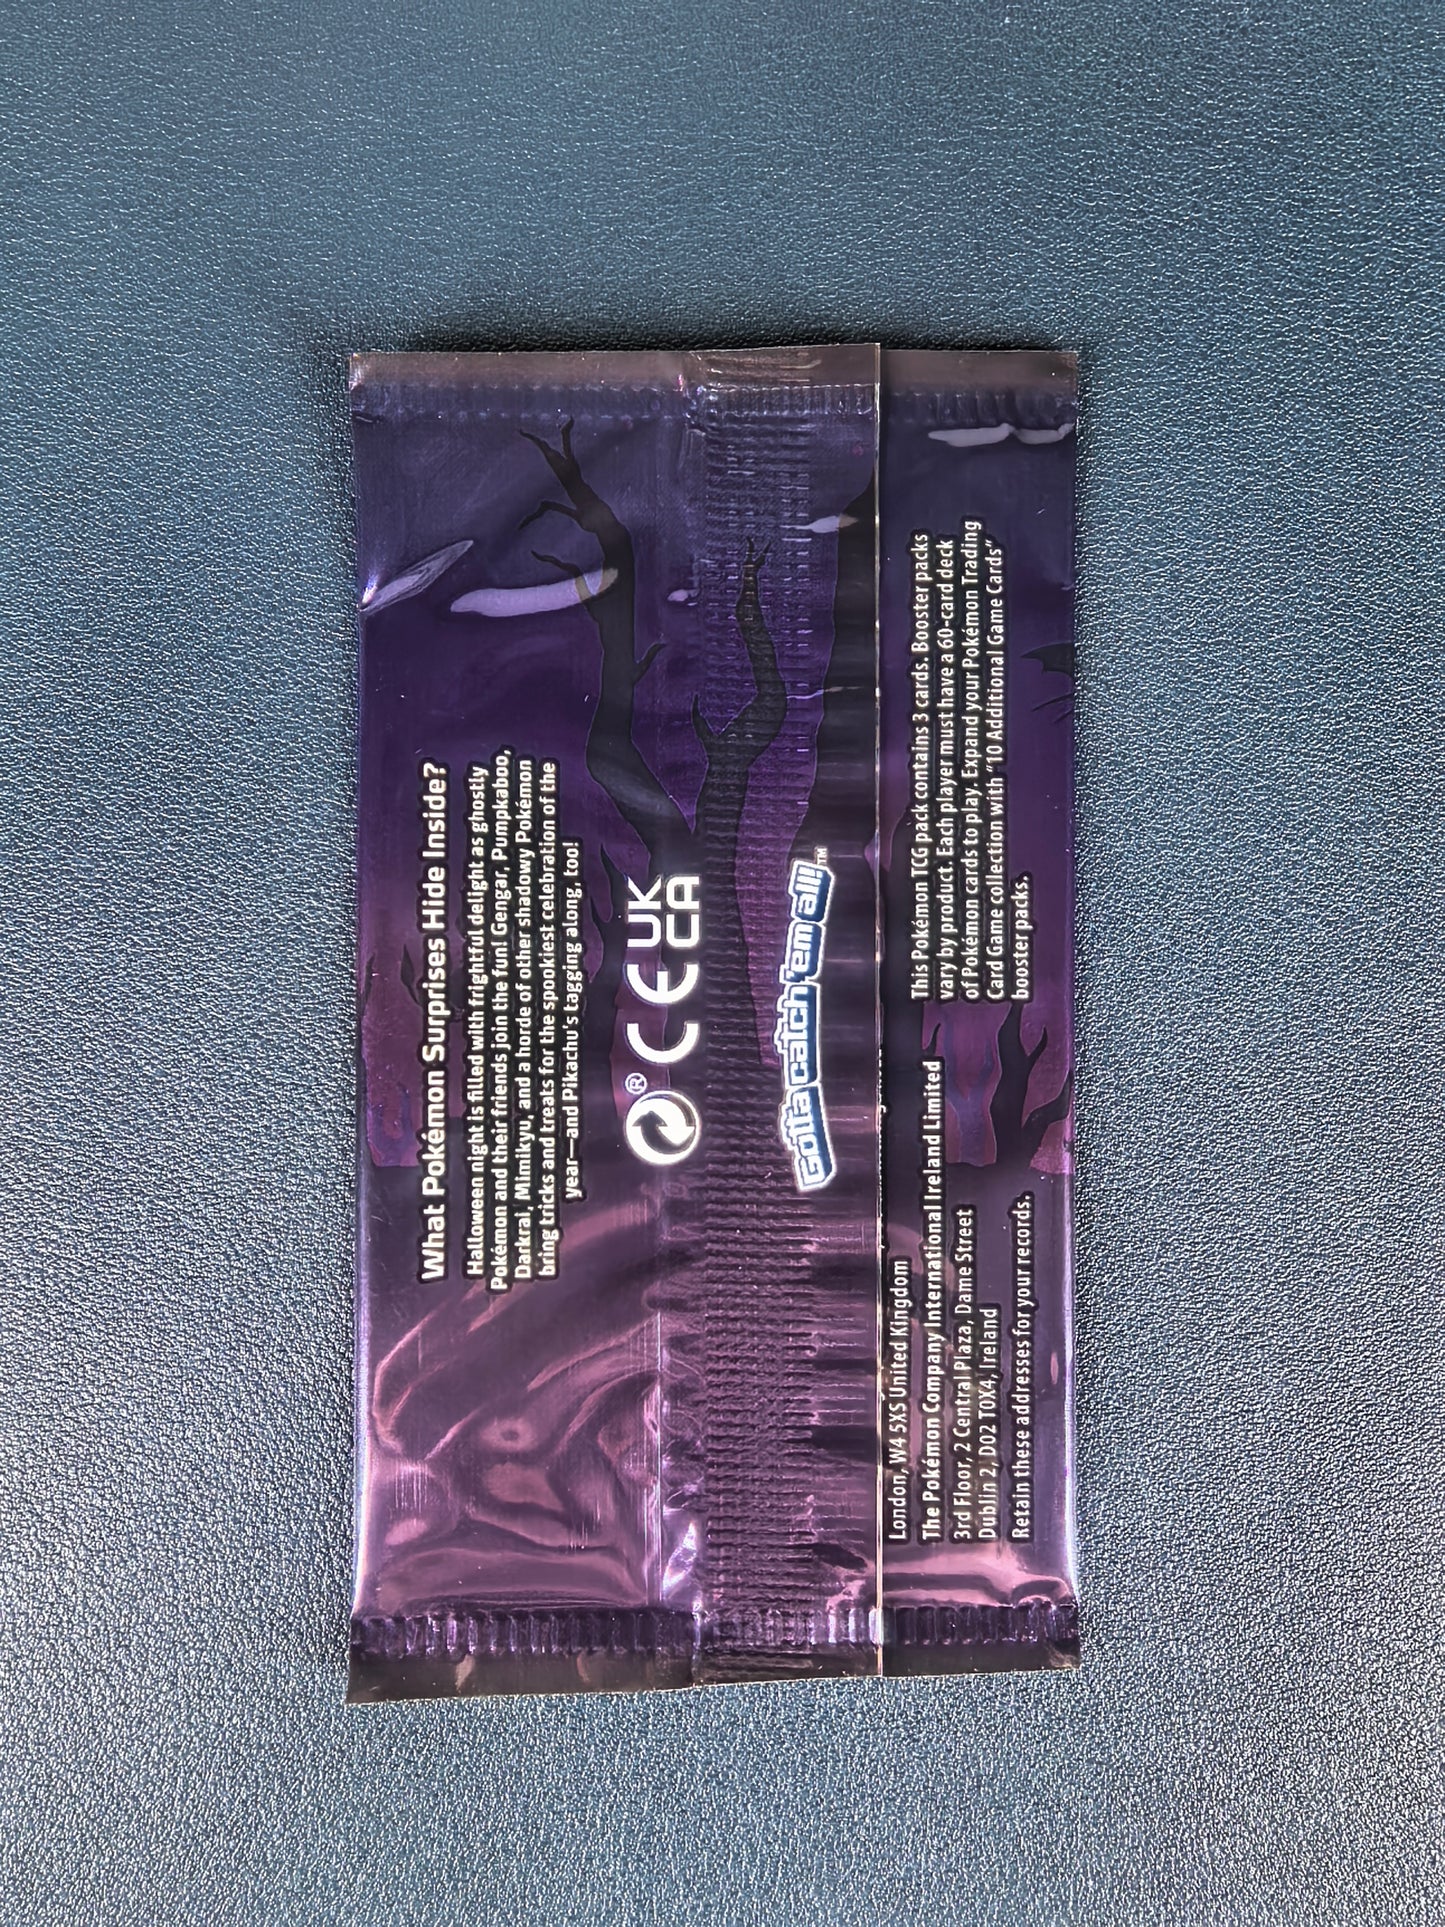 What Pokémon Surprises Hide Inside?
Halloween night is filled with frightful delight as ghostly
Pokémon and their friends join the fun! Gengar, Pumpkaboo,
Darkrai, Mimikyu, and a horde of other shadowy Pokémon
bring tricks and treats for the spookiest celebration of the
year—and Pikachu's tagging along, too!
® CE UK
CA
Gotta catch 'em all!™
This Pokémon TCG pack contains 3 cards. Booster packs
vary by product. Each player must have a 60-card deck
of Pokémon cards to play. Expand your Pokémon Trading
Card Game collection with "10 Additional Game Cards"
booster packs.
London, W4 5XS United Kingdom
The Pokémon Company International Ireland Limited
3rd Floor, 2 Central Plaza, Dame Street
Dublin 2, D02 T0X4, Ireland
Retain these addresses for your records.